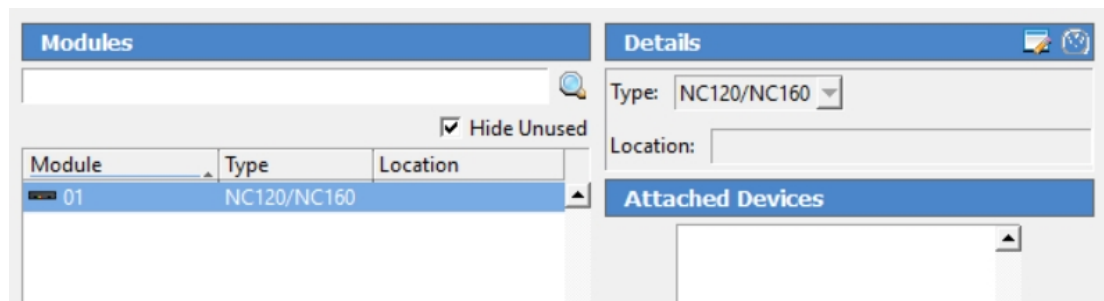 Modules
Hide Unused
Module Type Location
01 NC120/NC160
Details
Type: NC120/NC160
Location:
Attached Devices